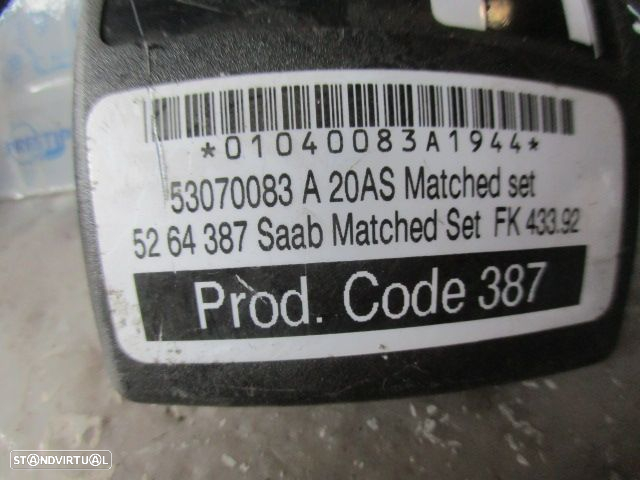 *01040083A1944*
53070083 A 20AS Matched set
52 64 387 Saab Matched Set FK 433.92
Prod. Code 387
STANDVIRTUAL